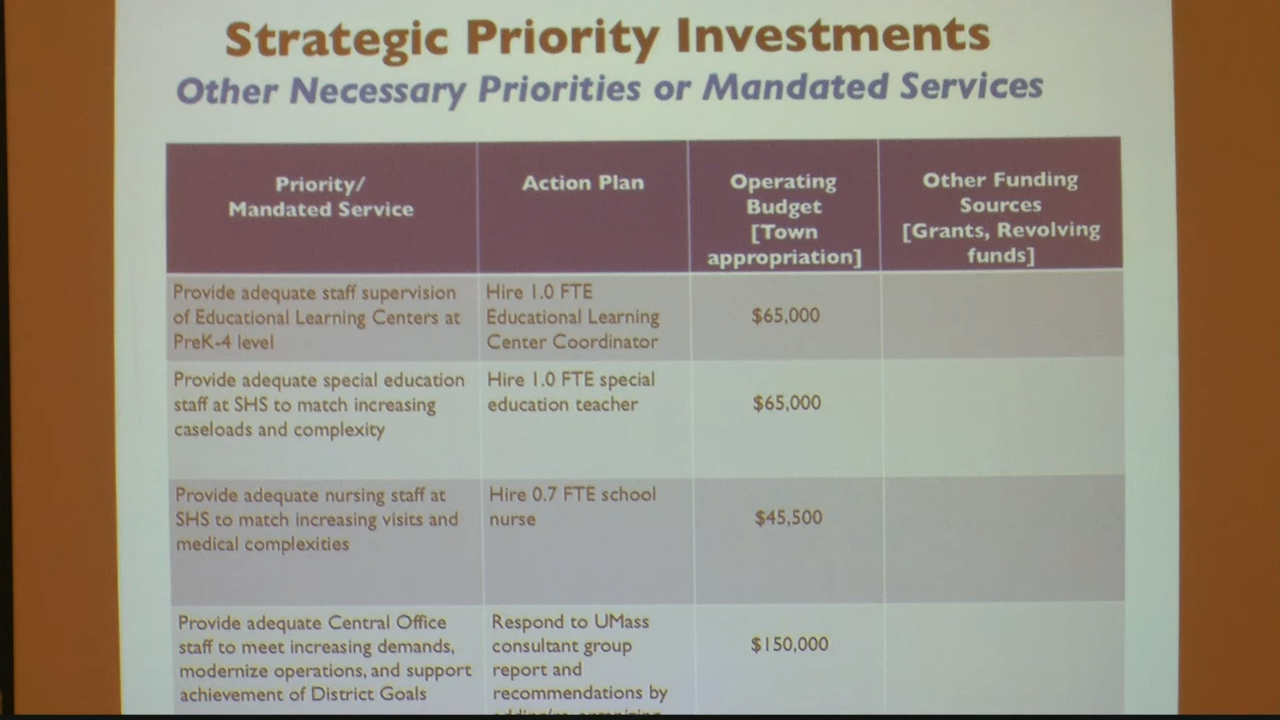 Strategic Priority Investments
Other Necessary Priorities or Mandated Services
Priority/
Mandated Service
Action Plan
Operating
Budget
[Town
appropriation]
Other Funding
Sources
[Grants, Revolving
funds]
Provide adequate staff supervision
of Educational Learning Centers at
PreK-4 level
Hire 1.0 FTE
Educational Learning
Center Coordinator
$65,000
Provide adequate special education
staff at SHS to match increasing
caseloads and complexity
Hire 1.0 FTE special
education teacher
$65,000
Provide adequate nursing staff at
SHS to match increasing visits and
medical complexities
Hire 0.7 FTE school
nurse
$45,500
Provide adequate Central Office
staff to meet increasing demands,
modernize operations, and support
achievement of District Goals
Respond to UMass
consultant group
report and
recommendations by
$150,000